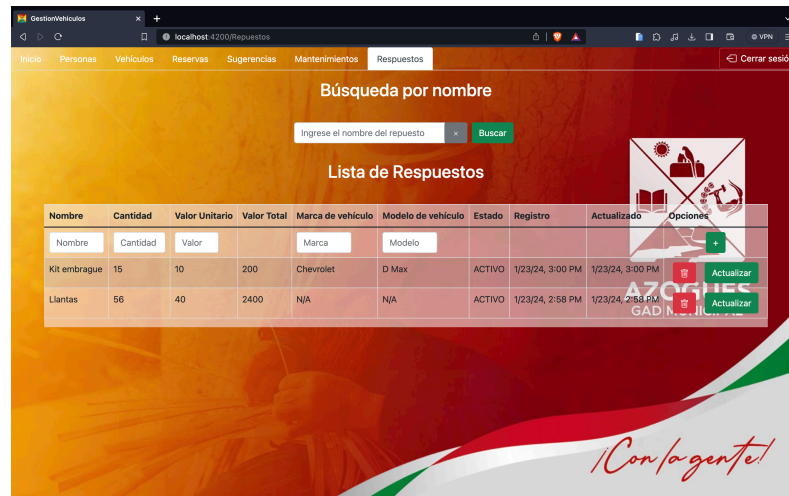 GestionVehiculos × +
localhost:4200/Repuestos VPN
Inicio Personas Vehículos Reservas Sugerencias Mantenimientos Respuestos Cerrar sesió
Búsqueda por nombre
Ingrese el nombre del repuesto × Buscar
Lista de Respuestos
Nombre Cantidad Valor Unitario Valor Total Marca de vehículo Modelo de vehículo Estado Registro Actualizado Opciones
Nombre Cantidad Valor Marca Modelo +
Kit embrague 15 10 200 Chevrolet D Max ACTIVO 1/23/24, 3:00 PM 1/23/24, 3:00 PM Actualizar
Llantas 56 40 2400 N/A N/A ACTIVO 1/23/24, 2:58 PM 1/23/24, 2:58 PM Actualizar
AZOGUES
GAD MUNICIPAL
¡Con la gente!